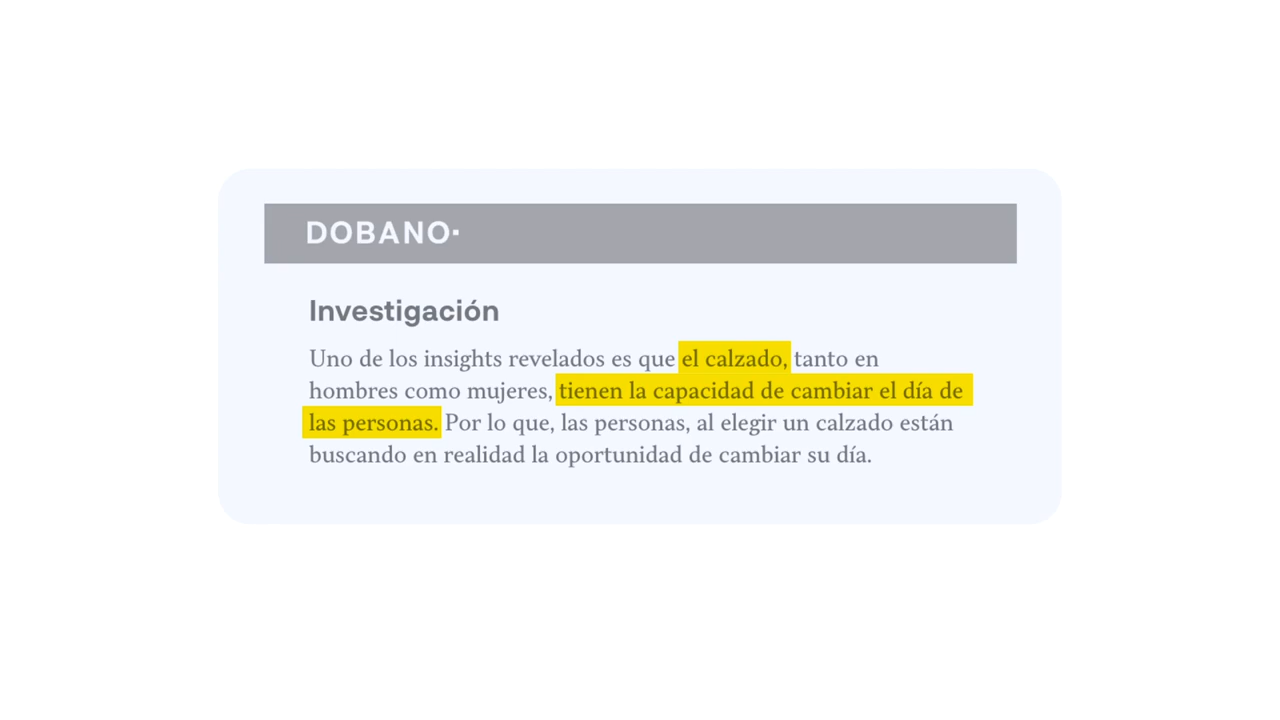 DOBANO·
Investigación
Uno de los insights revelados es que el calzado, tanto en
hombres como mujeres, tienen la capacidad de cambiar el día de
las personas. Por lo que, las personas, al elegir un calzado están
buscando en realidad la oportunidad de cambiar su día.